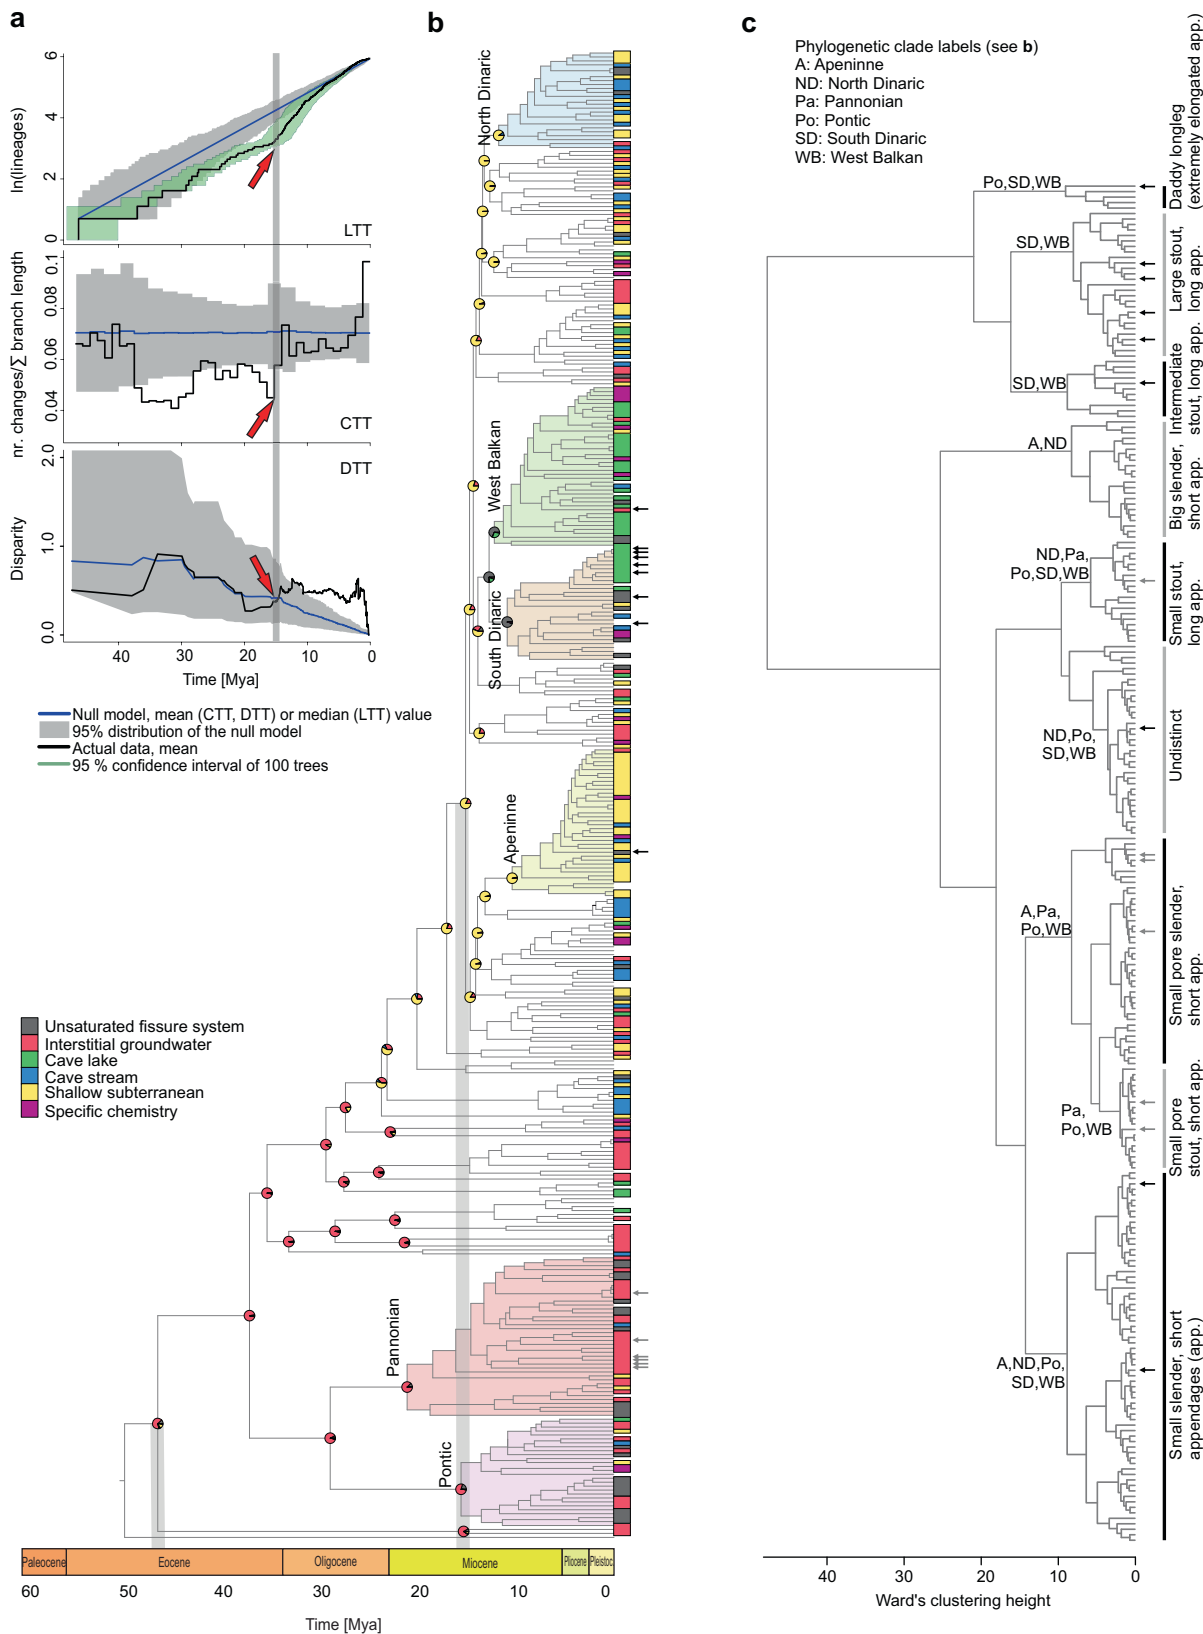 a
6
4
2
0
ln(lineages)
LTT
0.1
0.08
0.06
0.04
nr. changes/∑ branch length
CTT
2.0
1.0
0.0
Disparity
DTT
40
30
20
10
0
Time [Mya]
Null model, mean (CTT, DTT) or median (LTT) value
95% distribution of the null model
Actual data, mean
95 % confidence interval of 100 trees
Unsaturated fissure system
Interstitial groundwater
Cave lake
Cave stream
Shallow subterranean
Specific chemistry
b
North Dinaric
West Balkan
South Dinaric
Apeninne
Pannonian
Pontic
Paleocene
Eocene
Oligocene
Miocene
Pliocene
Pleistoc.
60
50
40
30
20
10
0
Time [Mya]
c
Phylogenetic clade labels (see b)
A: Apeninne
ND: North Dinaric
Pa: Pannonian
Po: Pontic
SD: South Dinaric
WB: West Balkan
Po,SD,WB
SD,WB
SD,WB
A,ND
ND,Pa,
Po,SD,WB
ND,Po,
SD,WB
A,Pa,
Po,WB
Pa,
Po,WB
A,ND,Po,
SD,WB
Daddy longleg
(extremely elongated app.)
Large stout,
long app.
Intermediate
stout, long app.
Big slender,
short app.
Small stout,
long app.
Undistinct
Small pore slender,
short app.
Small pore
stout, short app.
Small slender, short
appendages (app.)
40
30
20
10
0
Ward's clustering height